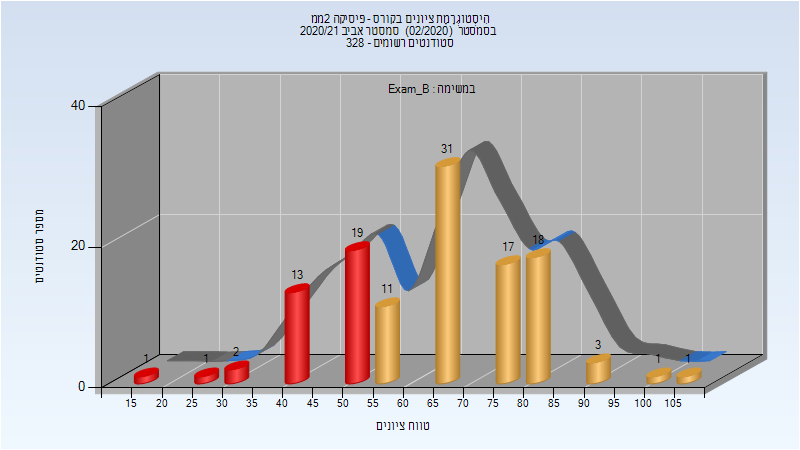 היסטוגרמת ציונים בקורס - פיסיקה 2ממ
בסמסטר (02/2020) סמסטר אביב 2020/21
סטודנטים רשומים - 328
במשימה : Exam_B
40
20
0
מספר סטודנטים
1
1
2
13
19
11
31
17
18
3
1
1
15 20 25 30 35 40 45 50 55 60 65 70 75 80 85 90 95 100 105
טווח ציונים